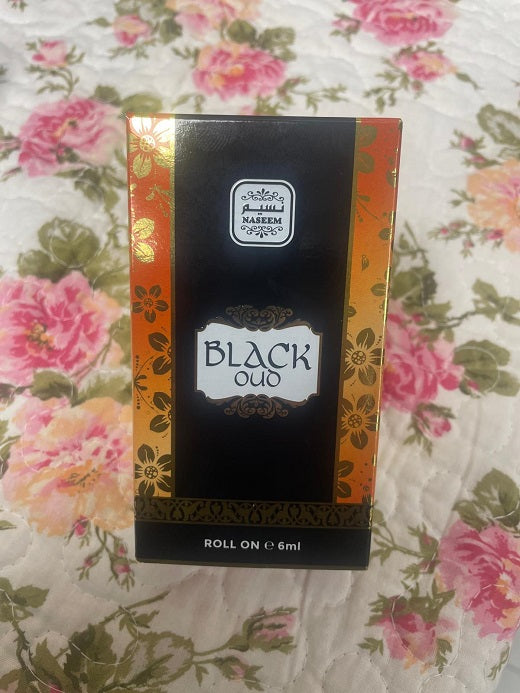 نسيم
NASEEM
BLACK
OUD
ROLL ON ℮ 6ml